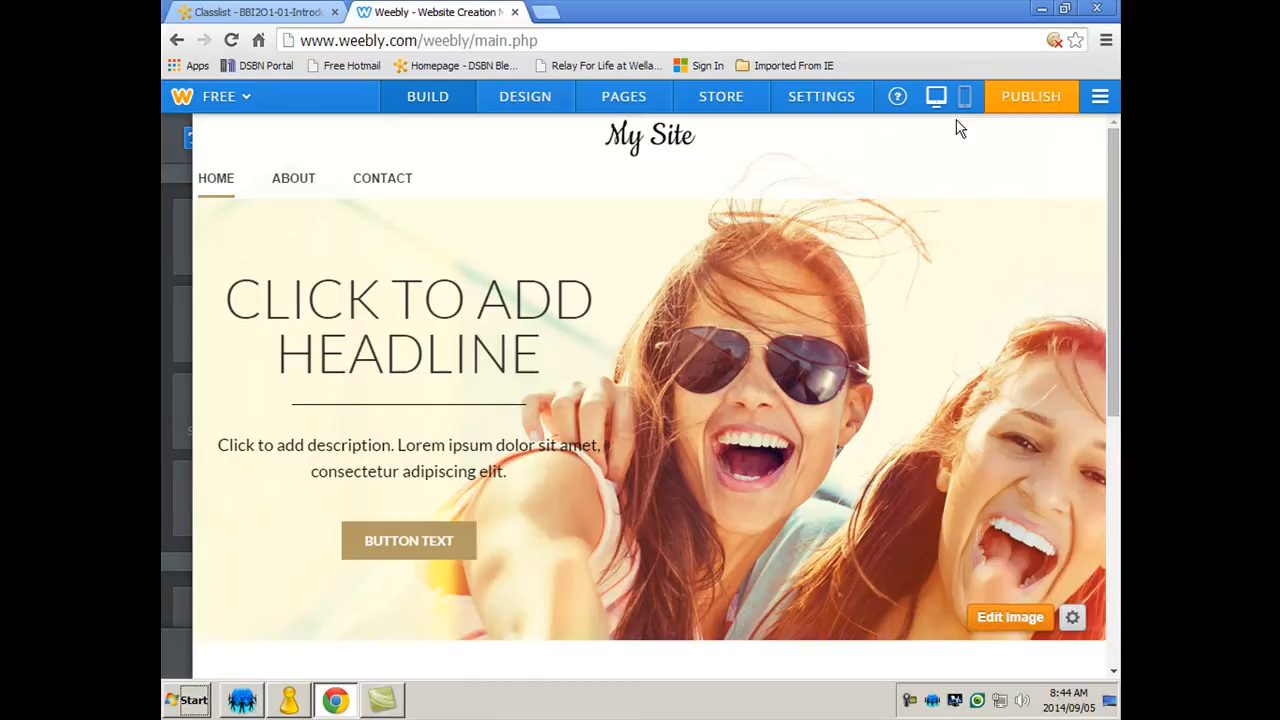 Classlist - BBI2O1-01-Introdu
Weebly - Website Creation M
www.weebly.com/weebly/main.php
Apps DSBN Portal Free Hotmail Homepage - DSBN Ble... Relay For Life at Wella... Sign In Imported From IE
FREE BUILD DESIGN PAGES STORE SETTINGS ? PUBLISH
My Site
HOME ABOUT CONTACT
CLICK TO ADD
HEADLINE
Click to add description. Lorem ipsum dolor sit amet,
consectetur adipiscing elit.
BUTTON TEXT
Edit Image
Start
8:44 AM
2014/09/05